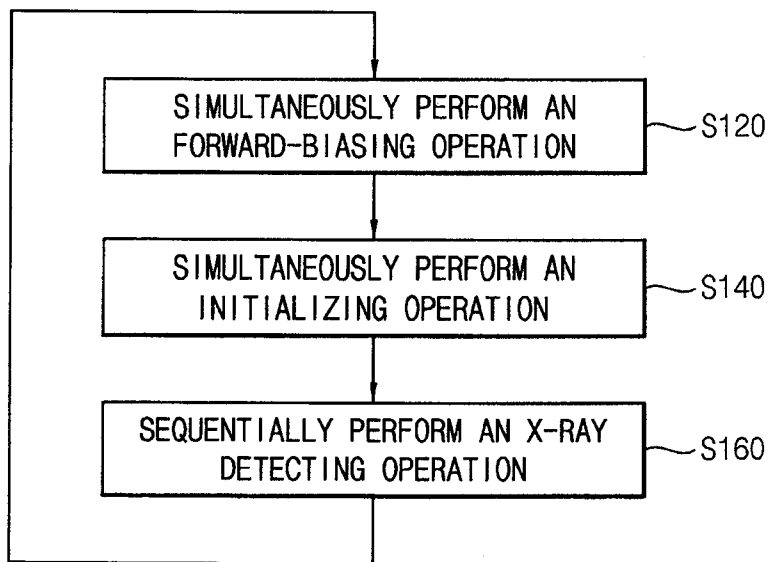 SIMULTANEOUSLY PERFORM AN
FORWARD-BIASING OPERATION
S120
SIMULTANEOUSLY PERFORM AN
INITIALIZING OPERATION
S140
SEQUENTIALLY PERFORM AN X-RAY
DETECTING OPERATION
S160